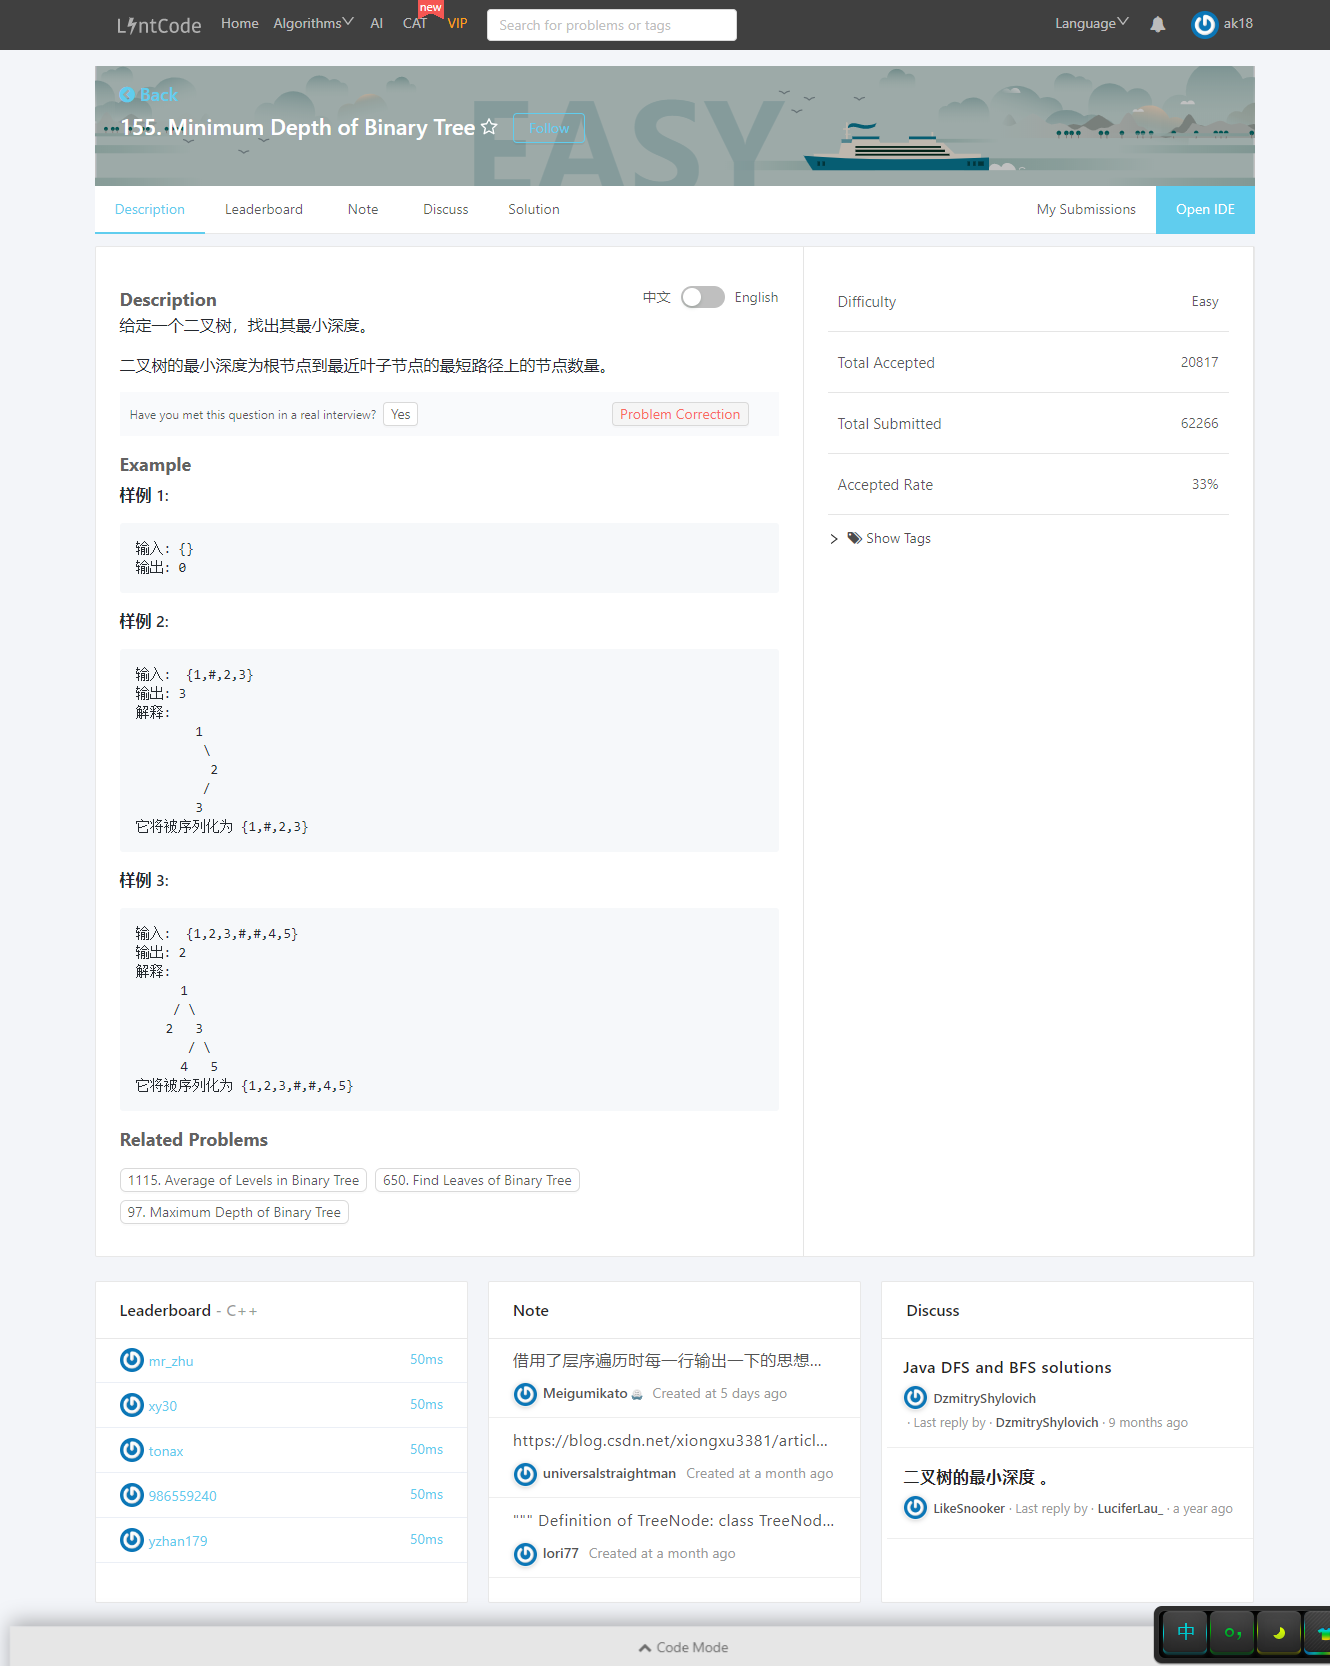 LintCode Home Algorithms AI CAT new VIP Search for problems or tags Language ak18
Back
155. Minimum Depth of Binary Tree Follow
EASY
Description Leaderboard Note Discuss Solution My Submissions Open IDE
Description 中文 English
给定一个二叉树，找出其最小深度。
二叉树的最小深度为根节点到最近叶子节点的最短路径上的节点数量。
Have you met this question in a real interview? Yes Problem Correction
Example
样例 1:
输入: {}
输出: 0
样例 2:
输入:  {1,#,2,3}
输出: 3
解释:
1
\
2
/
3
它将被序列化为 {1,#,2,3}
样例 3:
输入:  {1,2,3,#,#,4,5}
输出: 2
解释:
1
/ \
2   3
/ \
4   5
它将被序列化为 {1,2,3,#,#,4,5}
Related Problems
1115. Average of Levels in Binary Tree 650. Find Leaves of Binary Tree
97. Maximum Depth of Binary Tree
Difficulty Easy
Total Accepted 20817
Total Submitted 62266
Accepted Rate 33%
Show Tags
Leaderboard - C++
mr_zhu 50ms
xy30 50ms
tonax 50ms
986559240 50ms
yzhan179 50ms
Note
借用了层序遍历时每一行输出一下的思想...
Meigumikato Created at 5 days ago
https://blog.csdn.net/xiongxu3381/articl...
universalstraightman Created at a month ago
""" Definition of TreeNode: class TreeNod...
lori77 Created at a month ago
Discuss
Java DFS and BFS solutions
DzmitryShylovich
· Last reply by · DzmitryShylovich · 9 months ago
二叉树的最小深度 。
LikeSnooker · Last reply by · LuciferLau_ · a year ago
Code Mode
中